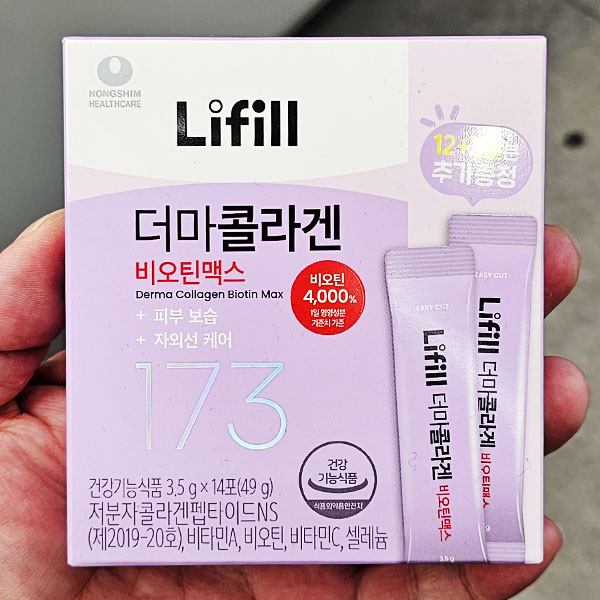 NONGSHIM
HEALTHCARE
Lifill
추가증정
더마콜라겐
비오틴맥스
Derma Collagen Biotin Max
+ 피부 보습
+ 자외선 케어
비오틴
4,000%
1일 영양성분
기준치 기준
173
건강
기능식품
식품의약품안전처
건강기능식품 3.5 g × 14포(49 g)
저분자콜라겐펩타이드NS
(제2019-20호), 비타민A, 비오틴, 비타민C, 셀레늄
EASY CUT
Lifill 더마콜라겐 비오틴맥스
3.5 g
EASY CUT
Lifill 더마콜라겐 비오틴맥스